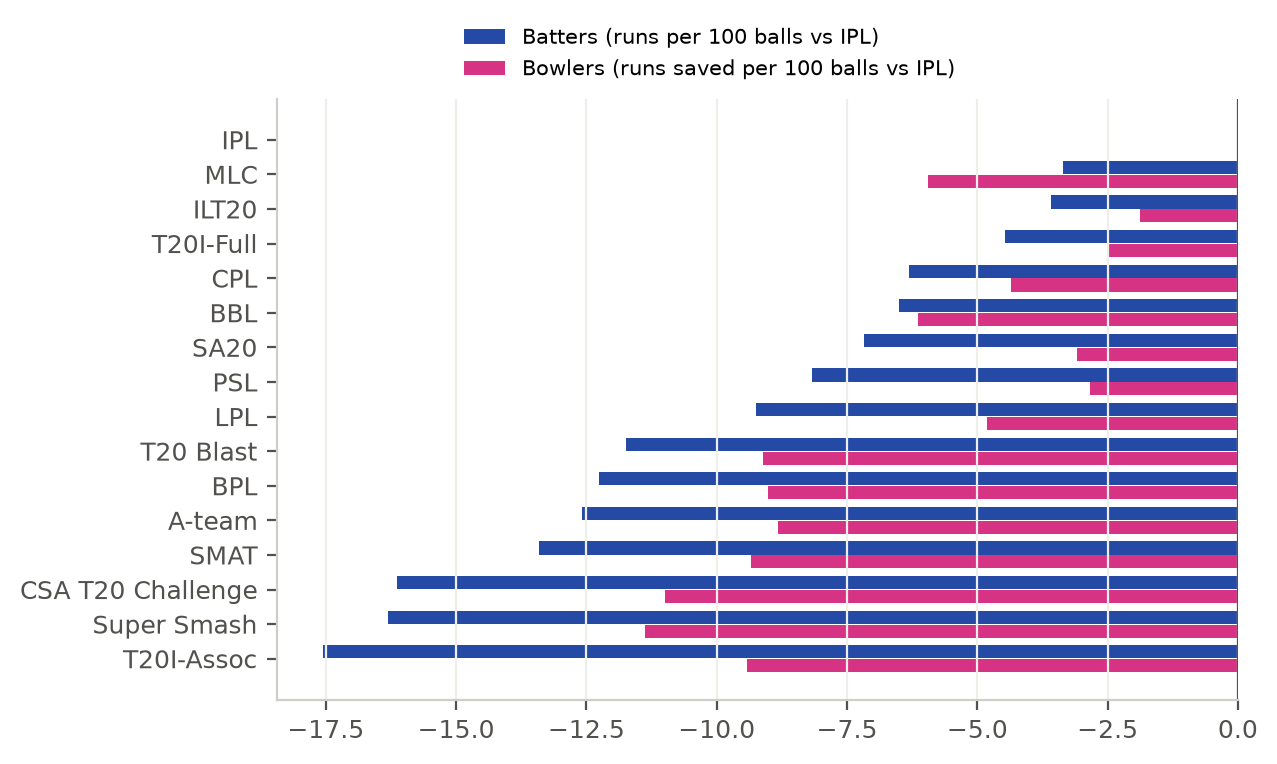 Batters (runs per 100 balls vs IPL)
Bowlers (runs saved per 100 balls vs IPL)
IPL
MLC
ILT20
T20I-Full
CPL
BBL
SA20
PSL
LPL
T20 Blast
BPL
A-team
SMAT
CSA T20 Challenge
Super Smash
T20I-Assoc
−17.5 −15.0 −12.5 −10.0 −7.5 −5.0 −2.5 0.0